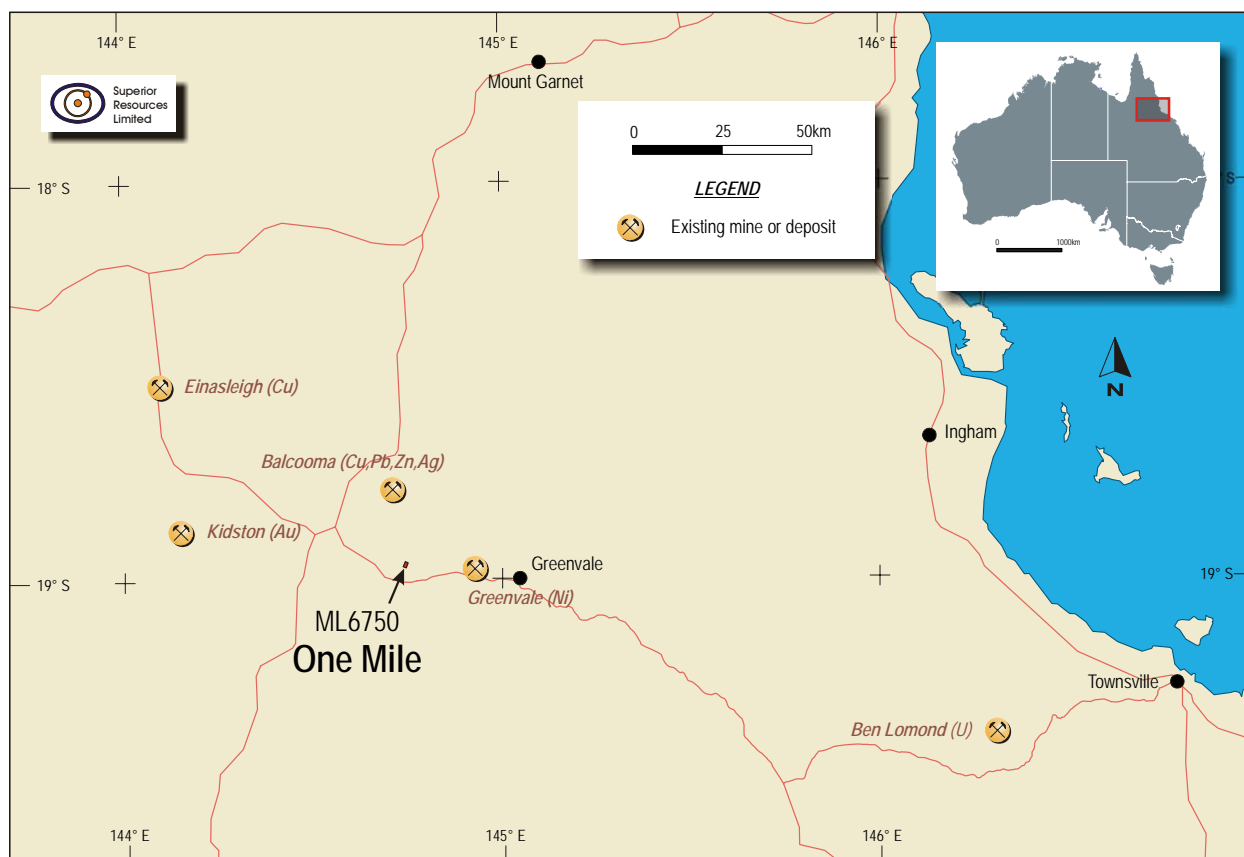 144° E
145° E
146° E
Mount Garnet
Superior
Resources
Limited
0 25 50km
LEGEND
Existing mine or deposit
0 1000km
18° S
S
N
Einasleigh (Cu)
Ingham
Balcooma (Cu,Pb,Zn,Ag)
Kidston (Au)
Greenvale
19° S
19° S
Greenvale (Ni)
ML6750
One Mile
Townsville
Ben Lomond (U)
144° E
145° E
146° E